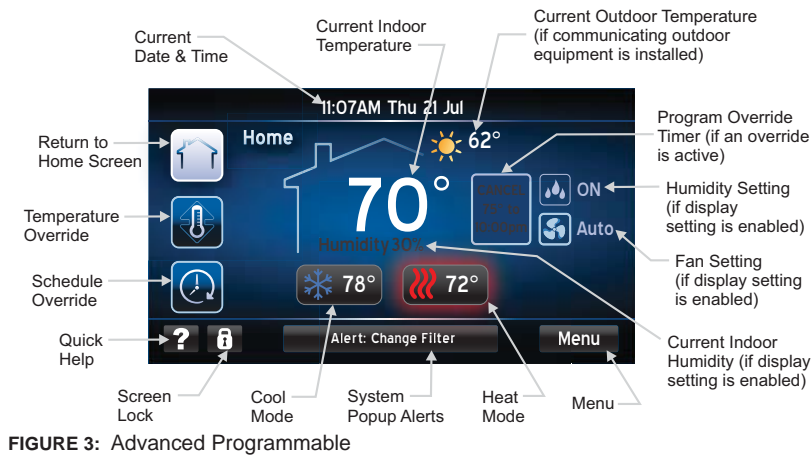 Current
Date & Time
Current Indoor
Temperature
Current Outdoor Temperature
(if communicating outdoor
equipment is installed)
11:07AM Thu 21 Jul
Return to
Home Screen
Home
62°
Program Override
Timer (if an override
is active)
70°
ON
Humidity Setting
(if display
setting is enabled)
Temperature
Override
Auto
Humidity 30%
Fan Setting
(if display setting
is enabled)
Schedule
Override
78°
72°
Quick
Help
?
Alert: Change Filter
Menu
Current Indoor
Humidity (if display
setting is enabled)
Screen
Lock
Cool
Mode
System
Popup Alerts
Heat
Mode
Menu
FIGURE 3: Advanced Programmable